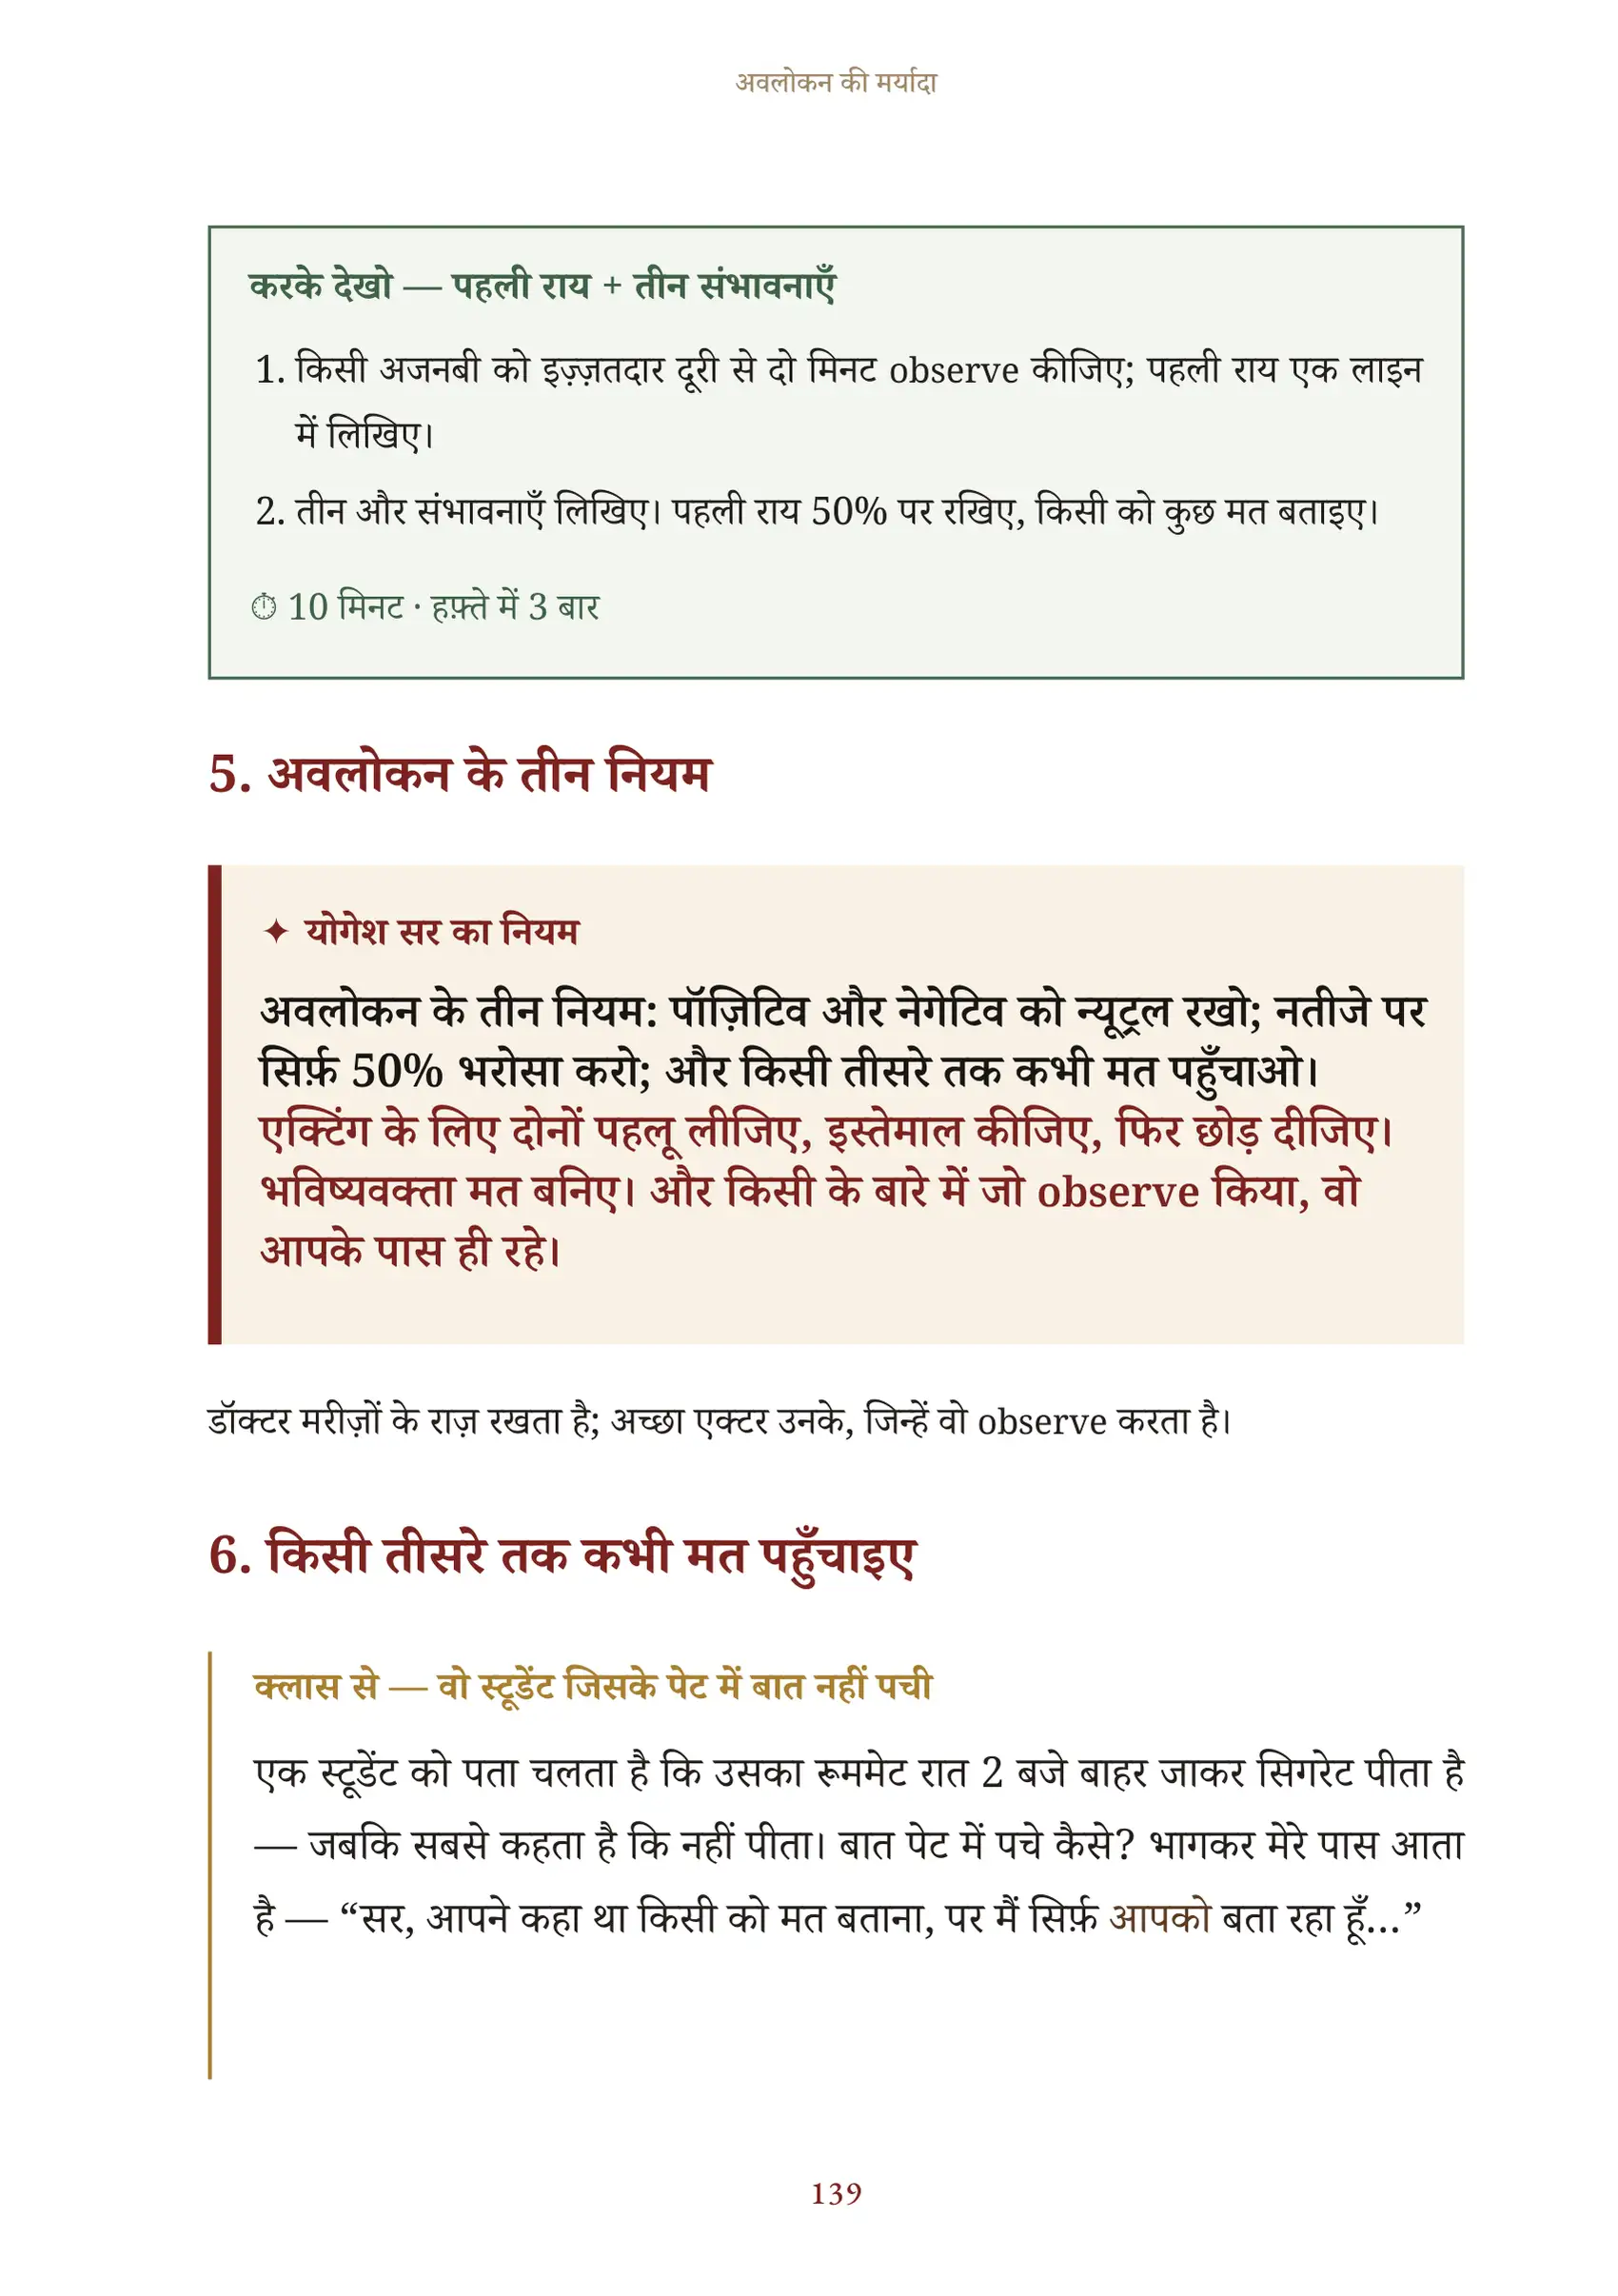 अवलोकन की मर्यादा
करके देखो — पहली राय + तीन संभावनाएँ
1. किसी अजनबी को इज़्ज़तदार दूरी से दो मिनट observe कीजिए; पहली राय एक लाइन
में लिखिए।
2. तीन और संभावनाएँ लिखिए। पहली राय 50% पर रखिए, किसी को कुछ मत बताइए।
⏱ 10 मिनट · हफ़्ते में 3 बार
5. अवलोकन के तीन नियम
✦ योगेश सर का नियम
अवलोकन के तीन नियम: पॉज़िटिव और नेगेटिव को न्यूट्रल रखो; नतीजे पर
सिर्फ़ 50% भरोसा करो; और किसी तीसरे तक कभी मत पहुँचाओ।
एक्टिंग के लिए दोनों पहलू लीजिए, इस्तेमाल कीजिए, फिर छोड़ दीजिए।
भविष्यवक्ता मत बनिए। और किसी के बारे में जो observe किया, वो
आपके पास ही रहे।
डॉक्टर मरीज़ों के राज़ रखता है; अच्छा एक्टर उनके, जिन्हें वो observe करता है।
6. किसी तीसरे तक कभी मत पहुँचाइए
क्लास से — वो स्टूडेंट जिसके पेट में बात नहीं पची
एक स्टूडेंट को पता चलता है कि उसका रूममेट रात 2 बजे बाहर जाकर सिगरेट पीता है
— जबकि सबसे कहता है कि नहीं पीता। बात पेट में पचे कैसे? भागकर मेरे पास आता
है — “सर, आपने कहा था किसी को मत बताना, पर मैं सिर्फ़ आपको बता रहा हूँ…”
139